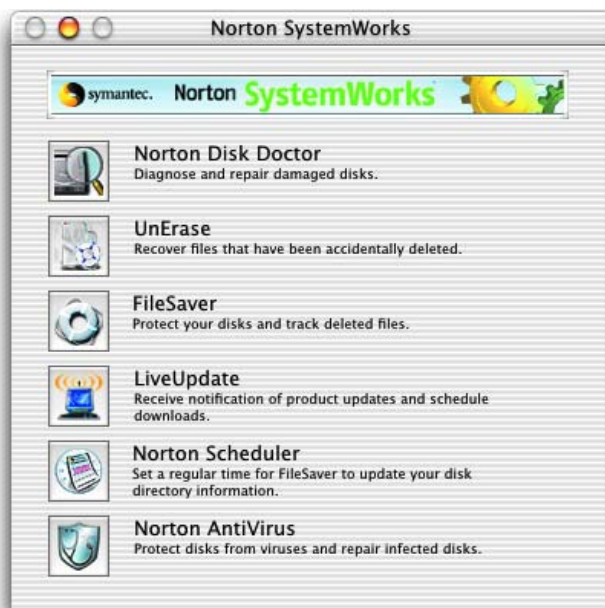 Norton SystemWorks
symantec. Norton SystemWorks
Norton Disk Doctor
Diagnose and repair damaged disks.
UnErase
Recover files that have been accidentally deleted.
FileSaver
Protect your disks and track deleted files.
LiveUpdate
Receive notification of product updates and schedule
downloads.
Norton Scheduler
Set a regular time for FileSaver to update your disk
directory information.
Norton AntiVirus
Protect disks from viruses and repair infected disks.